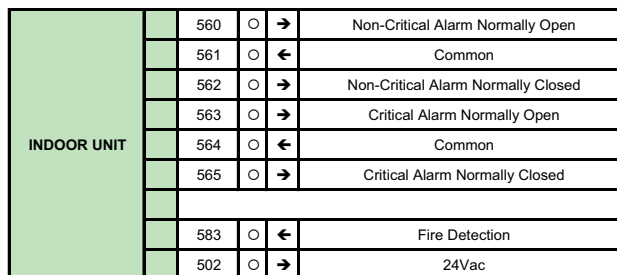 560 ○ → Non-Critical Alarm Normally Open
561 ○ ← Common
562 ○ → Non-Critical Alarm Normally Closed
563 ○ → Critical Alarm Normally Open
INDOOR UNIT 564 ○ ← Common
565 ○ → Critical Alarm Normally Closed
583 ○ ← Fire Detection
502 ○ → 24Vac